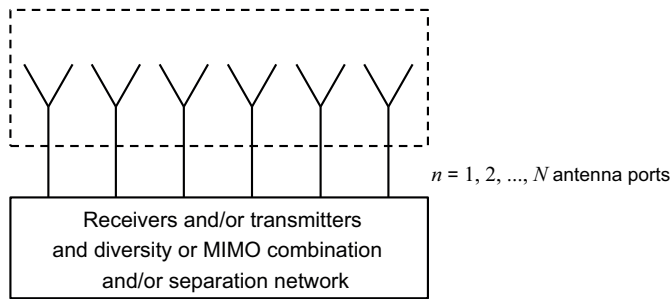 n = 1, 2, ..., N antenna ports
Receivers and/or transmitters
and diversity or MIMO combination
and/or separation network